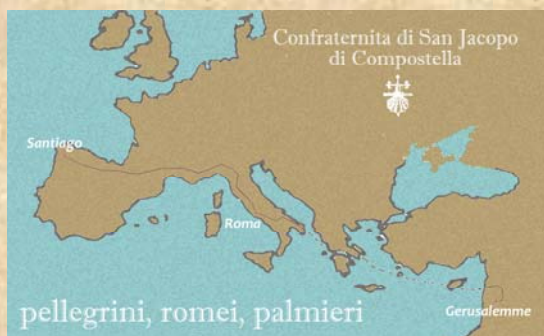 Confraternita di San Jacopo
di Compostella
Santiago
Roma
Gerusalemme
pellegrini, romei, palmieri